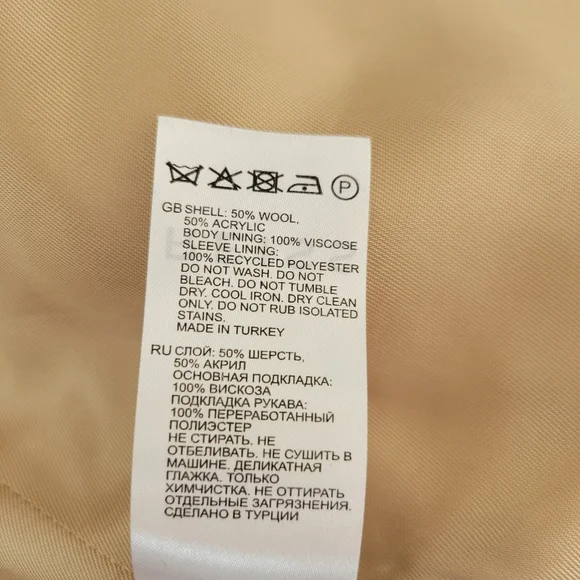 P
GB SHELL: 50% WOOL,
50% ACRYLIC
BODY LINING: 100% VISCOSE
SLEEVE LINING:
100% RECYCLED POLYESTER
DO NOT WASH. DO NOT
BLEACH. DO NOT TUMBLE
DRY. COOL IRON. DRY CLEAN
ONLY. DO NOT RUB ISOLATED
STAINS.
MADE IN TURKEY
RU СЛОЙ: 50% ШЕРСТЬ,
50% АКРИЛ
ОСНОВНАЯ ПОДКЛАДКА:
100% ВИСКОЗА
ПОДКЛАДКА РУКАВА:
100% ПЕРЕРАБОТАННЫЙ
ПОЛИЭСТЕР
НЕ СТИРАТЬ. НЕ
ОТБЕЛИВАТЬ. НЕ СУШИТЬ В
МАШИНЕ. ДЕЛИКАТНАЯ
ГЛАЖКА. ТОЛЬКО
ХИМЧИСТКА. НЕ ОТТИРАТЬ
ОТДЕЛЬНЫЕ ЗАГРЯЗНЕНИЯ.
СДЕЛАНО В ТУРЦИИ